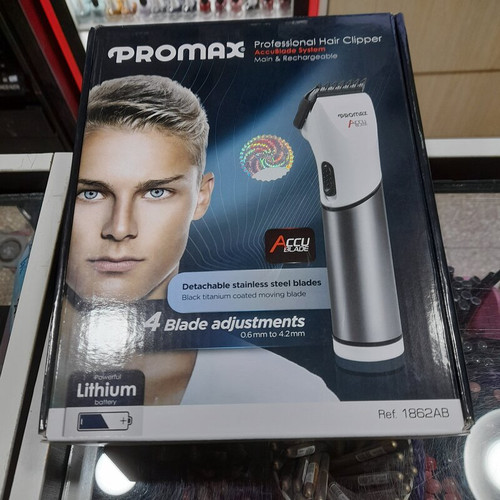 PROMAX
Professional Hair Clipper
AccuBlade System
Main & Rechargeable
PROMAX
ACCU
ACCU
BLADE
Detachable stainless steel blades
Black titanium coated moving blade
4 Blade adjustments
0.6mm to 4.2mm
Powerful
Lithium
battery
Ref. 1862AB